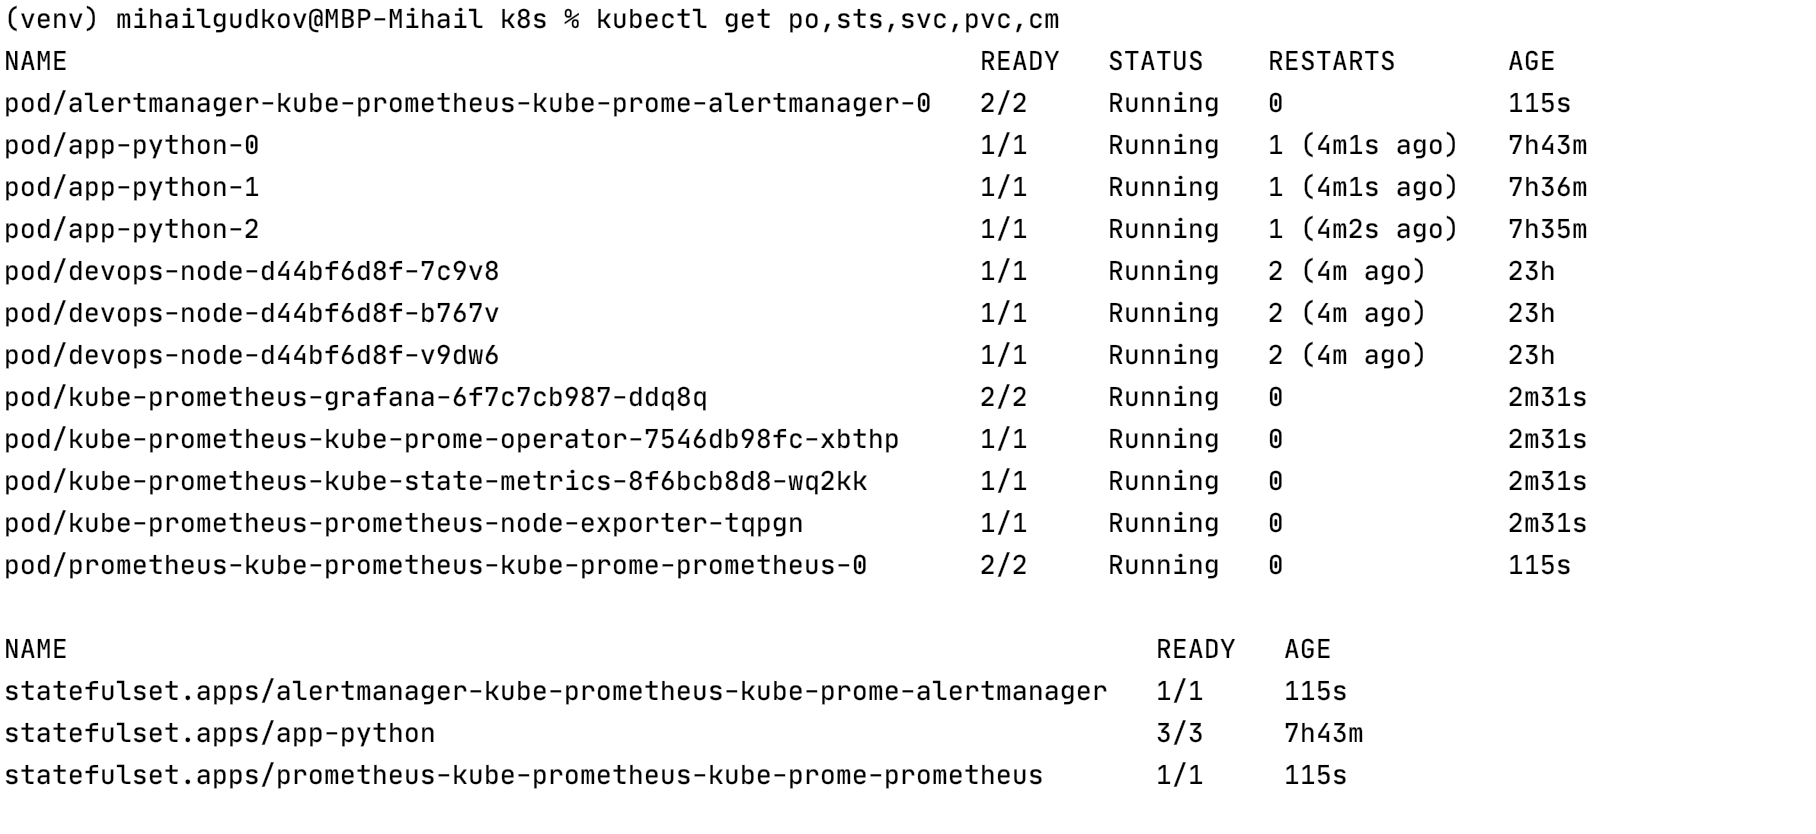 (venv) mihailgudkov@MBP-Mihail k8s % kubectl get po,sts,svc,pvc,cm
NAME READY STATUS RESTARTS AGE
pod/alertmanager-kube-prometheus-kube-prome-alertmanager-0 2/2 Running 0 115s
pod/app-python-0 1/1 Running 1 (4m1s ago) 7h43m
pod/app-python-1 1/1 Running 1 (4m1s ago) 7h36m
pod/app-python-2 1/1 Running 1 (4m2s ago) 7h35m
pod/devops-node-d44bf6d8f-7c9v8 1/1 Running 2 (4m ago) 23h
pod/devops-node-d44bf6d8f-b767v 1/1 Running 2 (4m ago) 23h
pod/devops-node-d44bf6d8f-v9dw6 1/1 Running 2 (4m ago) 23h
pod/kube-prometheus-grafana-6f7c7cb987-ddq8q 2/2 Running 0 2m31s
pod/kube-prometheus-kube-prome-operator-7546db98fc-xbthp 1/1 Running 0 2m31s
pod/kube-prometheus-kube-state-metrics-8f6bcb8d8-wq2kk 1/1 Running 0 2m31s
pod/kube-prometheus-prometheus-node-exporter-tqpgn 1/1 Running 0 2m31s
pod/prometheus-kube-prometheus-kube-prome-prometheus-0 2/2 Running 0 115s
NAME READY AGE
statefulset.apps/alertmanager-kube-prometheus-kube-prome-alertmanager 1/1 115s
statefulset.apps/app-python 3/3 7h43m
statefulset.apps/prometheus-kube-prometheus-kube-prome-prometheus 1/1 115s